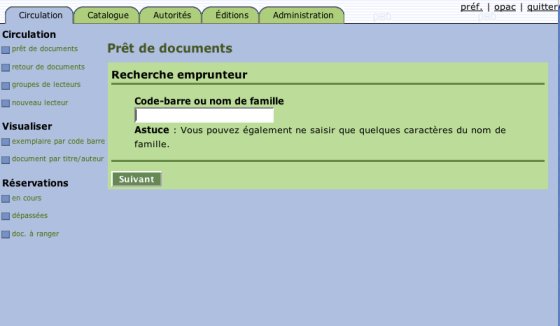 préf. | opac | quitter
Circulation Catalogue Autorités Éditions Administration
Circulation
prêt de documents
retour de documents
groupes de lecteurs
nouveau lecteur
Visualiser
exemplaire par code barre
document par titre/auteur
Réservations
en cours
dépassées
doc. à ranger
Prêt de documents
Recherche emprunteur
Code-barre ou nom de famille
Astuce : Vous pouvez également ne saisir que quelques caractères du nom de
famille.
Suivant